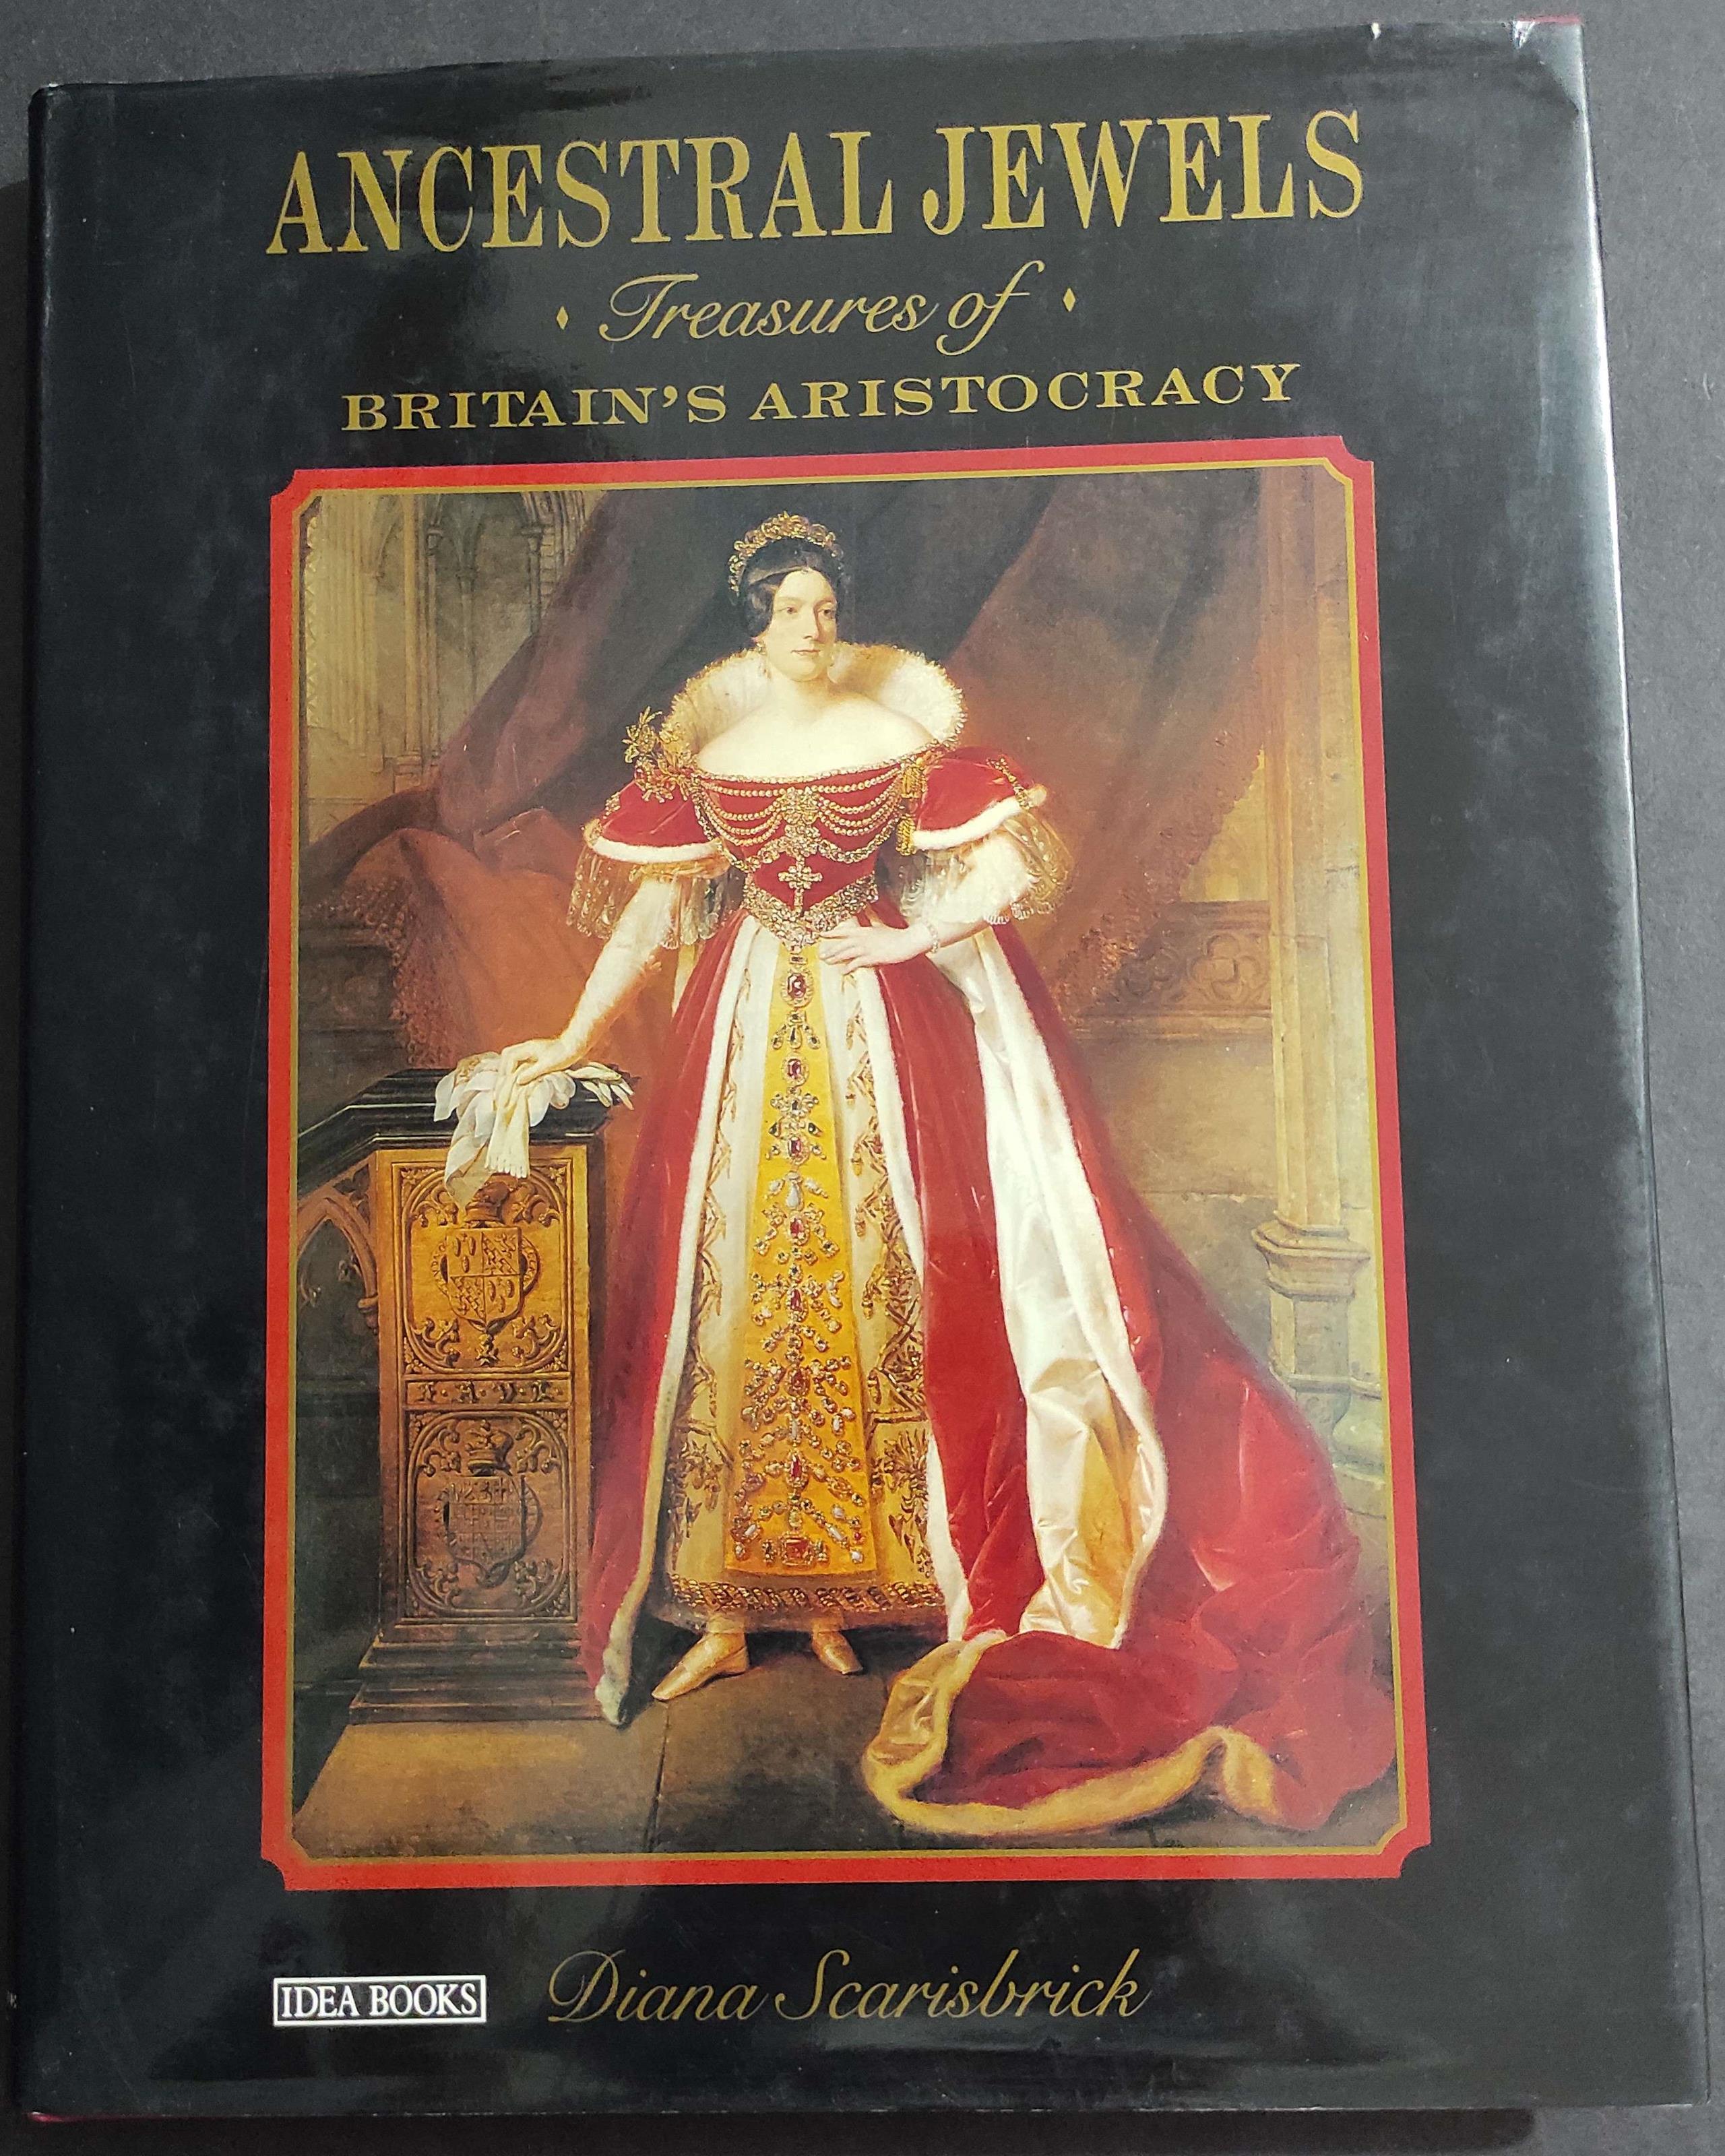 ANCESTRAL JEWELS
Treasures of
BRITAIN'S ARISTOCRACY
IDEA BOOKS
Diana Scarisbrick